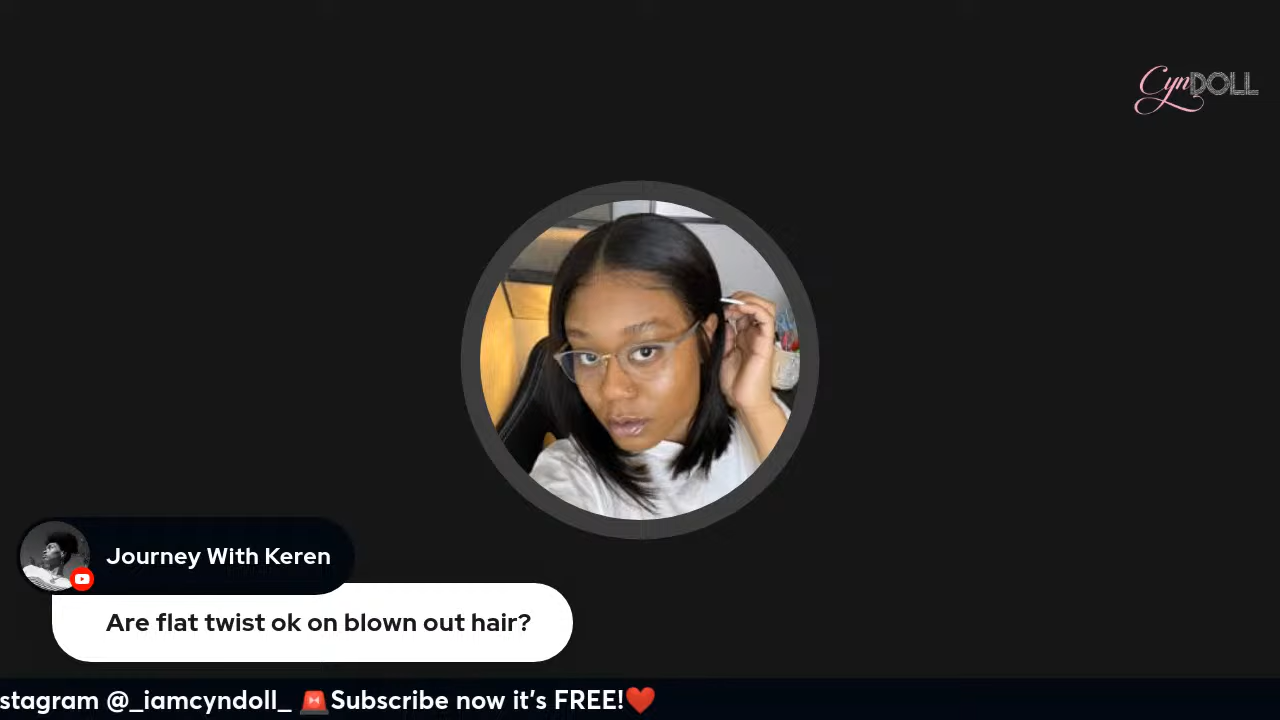 CynDOLL
Journey With Keren
Are flat twist ok on blown out hair?
stagram @_iamcyndoll_ 🚨Subscribe now it's FREE!❤️